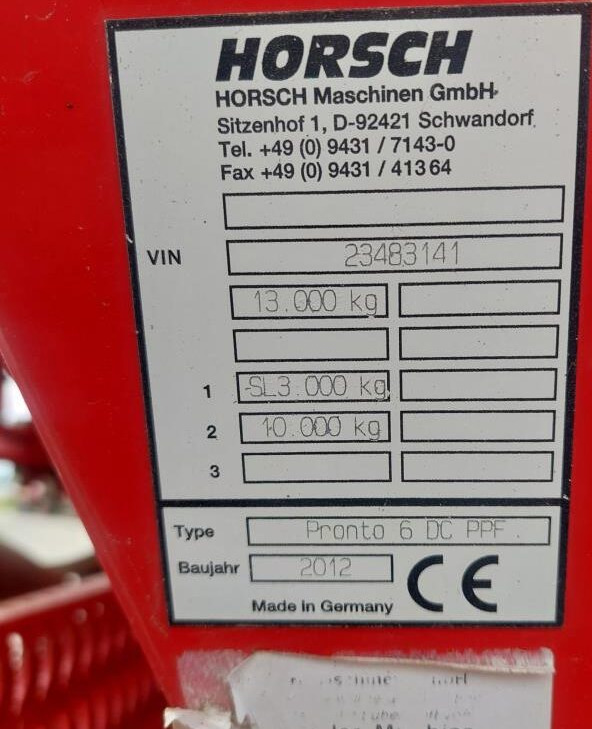 HORSCH
HORSCH Maschinen GmbH
Sitzenhof 1, D-92421 Schwandorf
Tel. +49 (0) 9431 / 7143-0
Fax +49 (0) 9431 / 41364
VIN 23483141
13.000 kg
1 SL3.000 kg
2 10.000 kg
3
Type Pronto 6 DC PPF
Baujahr 2012 CE
Made in Germany